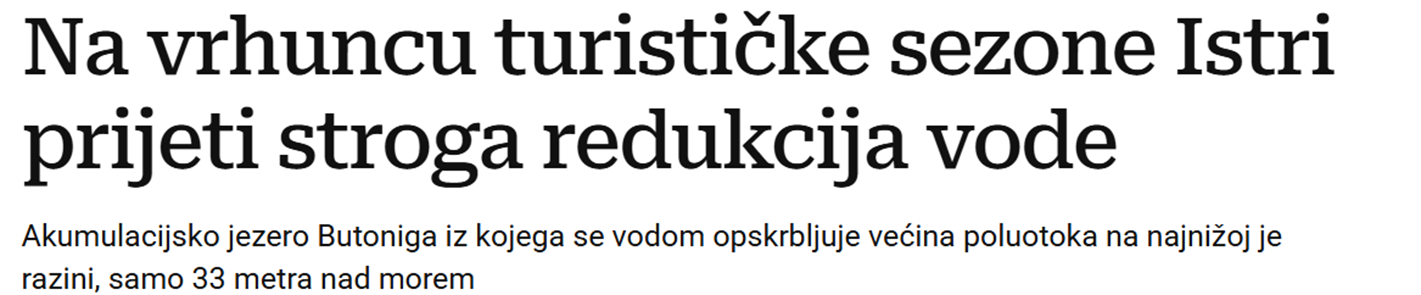 Na vrhuncu turističke sezone Istri
prijeti stroga redukcija vode
Akumulacijsko jezero Butoniga iz kojega se vodom opskrbljuje većina poluotoka na najnižoj je
razini, samo 33 metra nad morem